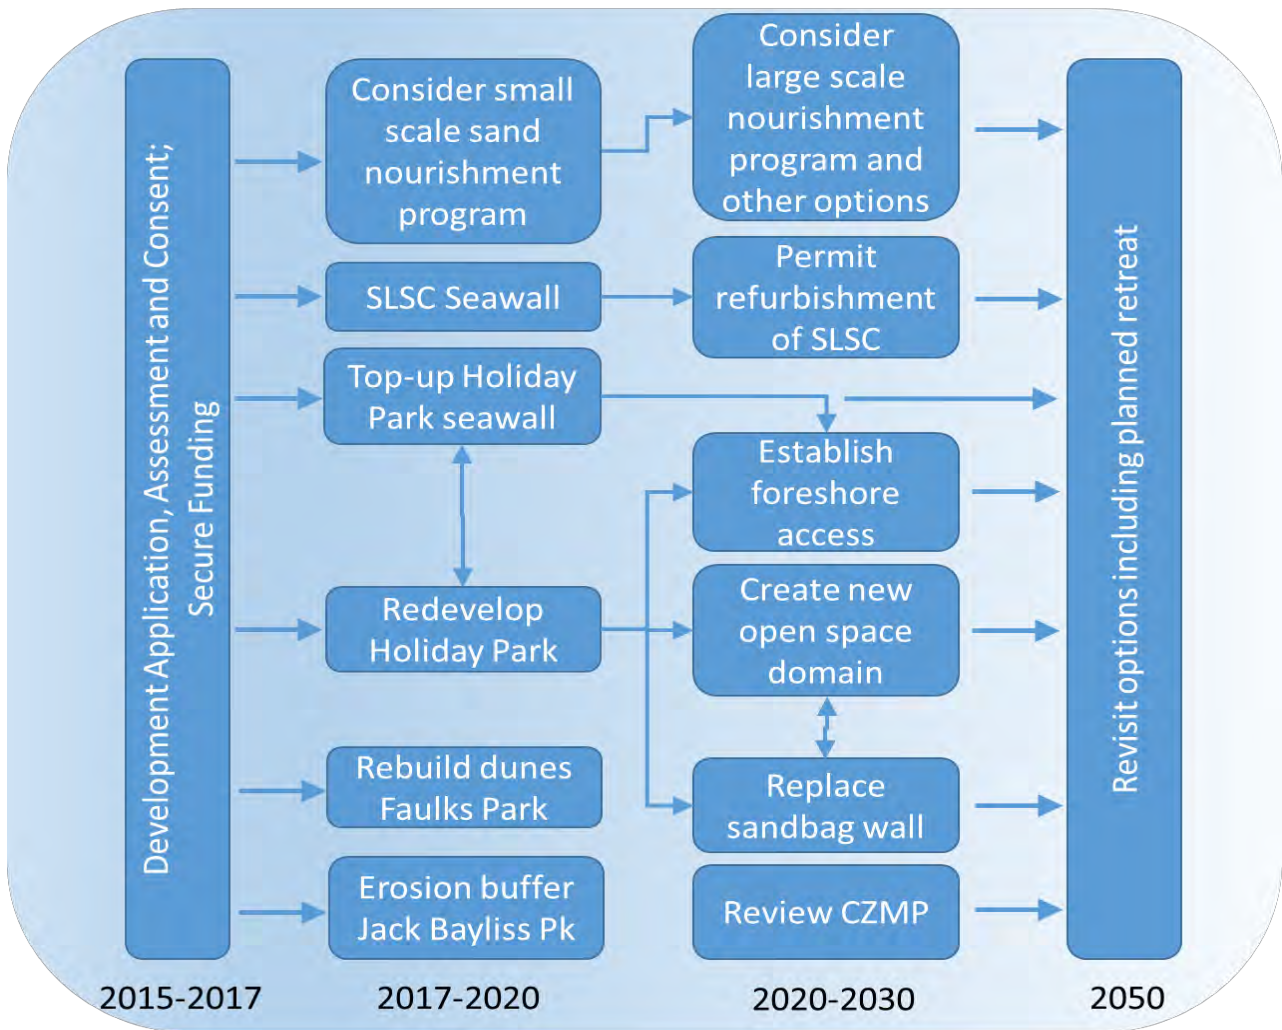 Development Application, Assessment and Consent;
Secure Funding
Consider small
scale sand
nourishment
program
SLSC Seawall
Top-up Holiday
Park seawall
Redevelop
Holiday Park
Rebuild dunes
Faulks Park
Erosion buffer
Jack Bayliss Pk
Consider
large scale
nourishment
program and
other options
Permit
refurbishment
of SLSC
Establish
foreshore
access
Create new
open space
domain
Replace
sandbag wall
Review CZMP
Revisit options including planned retreat
2015-2017
2017-2020
2020-2030
2050